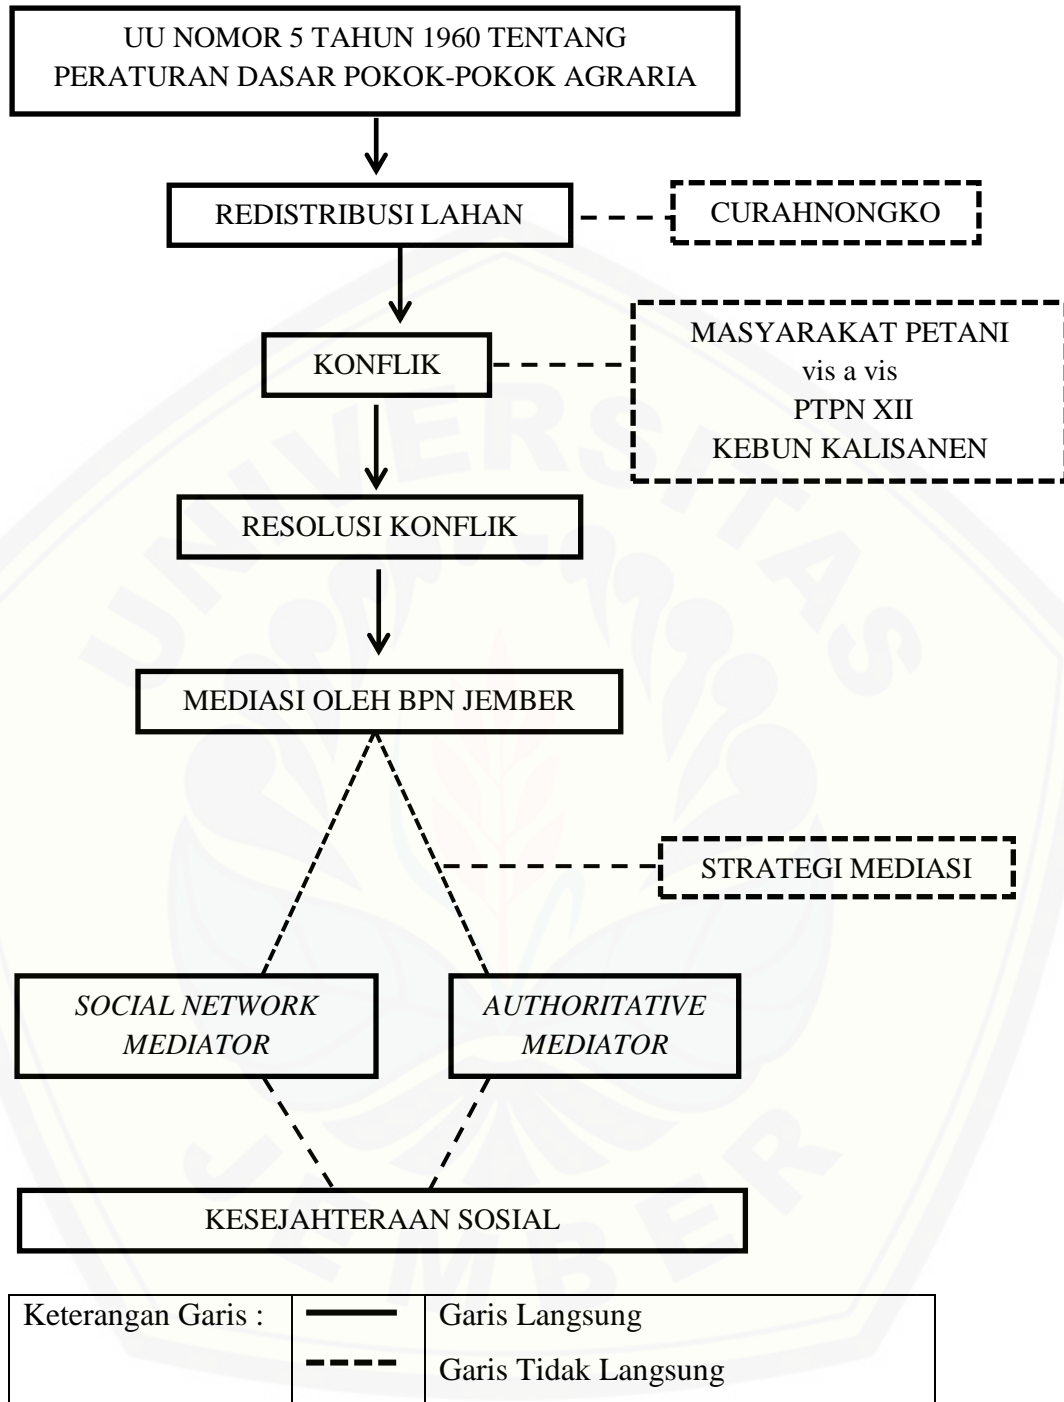 UU NOMOR 5 TAHUN 1960 TENTANG
PERATURAN DASAR POKOK-POKOK AGRARIA
REDISTRIBUSI LAHAN
CURAHNONGKO
KONFLIK
MASYARAKAT PETANI
vis a vis
PTPN XII
KEBUN KALISANEN
RESOLUSI KONFLIK
MEDIASI OLEH BPN JEMBER
STRATEGI MEDIASI
SOCIAL NETWORK
MEDIATOR
AUTHORITATIVE
MEDIATOR
KESEJAHTERAAN SOSIAL
Keterangan Garis :
Garis Langsung
Garis Tidak Langsung
UNIVERSITAS
JEMBER